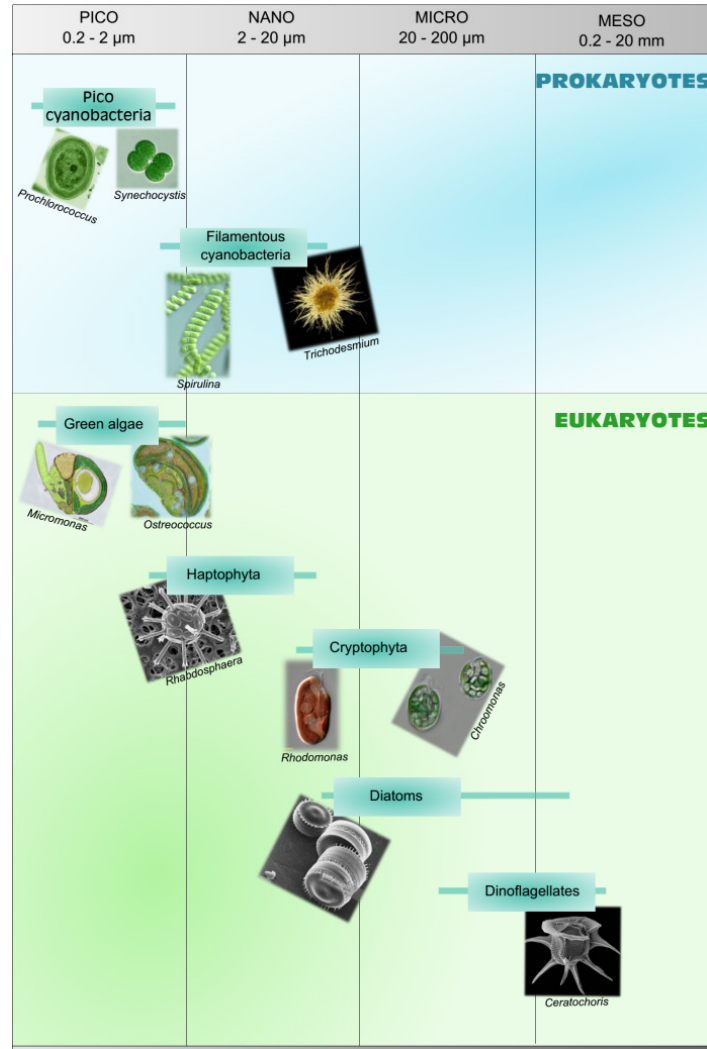 PICO
0.2 - 2 µm
NANO
2 - 20 µm
MICRO
20 - 200 µm
MESO
0.2 - 20 mm
PROKARYOTES
Pico
cyanobacteria
Prochlorococcus
Synechocystis
Filamentous
cyanobacteria
Spirulina
Trichodesmium
EUKARYOTES
Green algae
Micromonas
Ostreococcus
Haptophyta
Rhabdosphaera
Cryptophyta
Rhodomonas
Chroomonas
Diatoms
Dinoflagellates
Ceratochoris